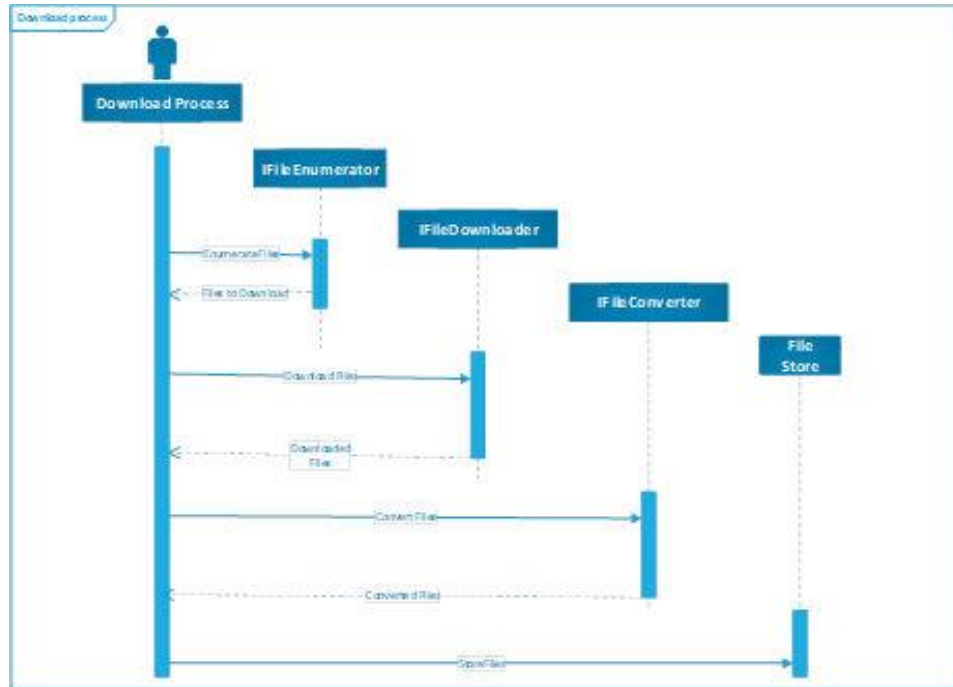 Download process
Download Process
IFileEnumerator
IFileDownloader
EnumerateFiles
Files to Download
IFileConverter
File
Store
Download Files
Downloaded
Files
Convert Files
Converted Files
Store Files